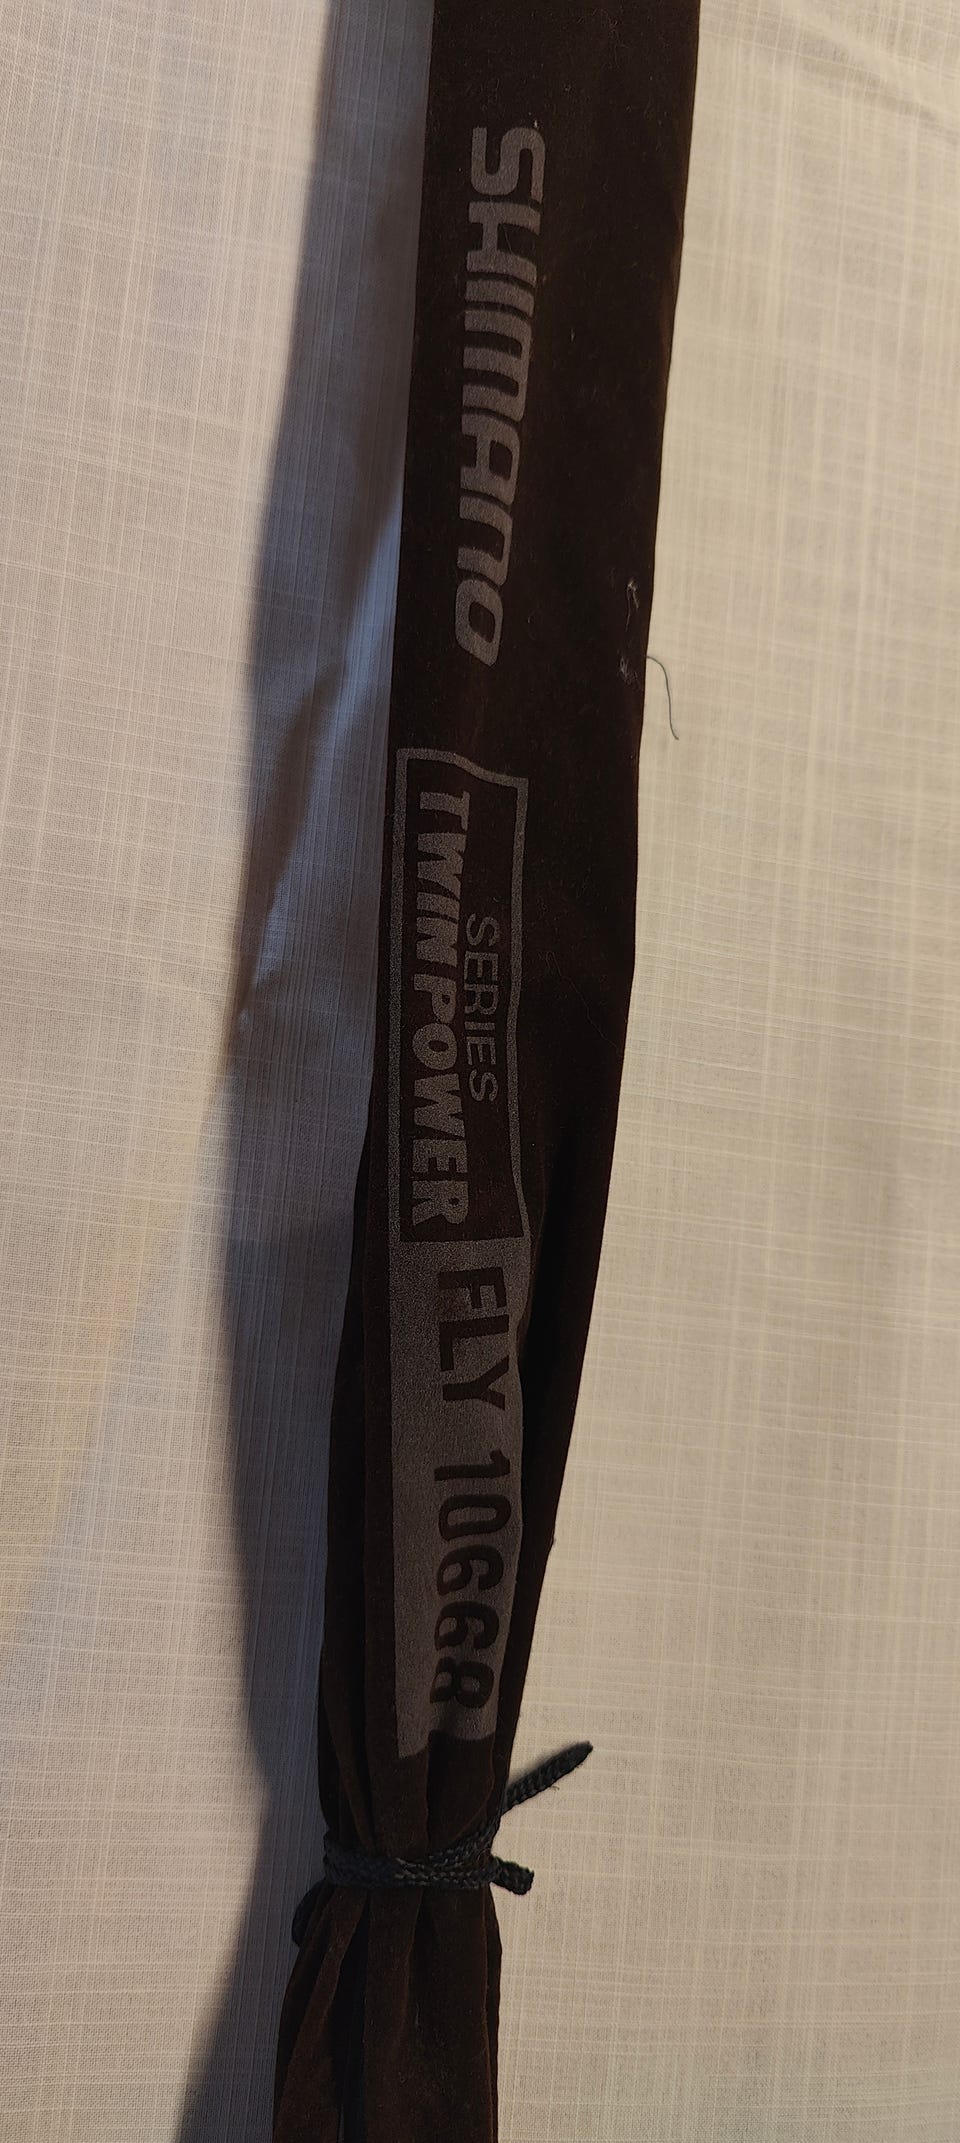 SHIMANO
SERIES
TWINPOWER
FLY 10668